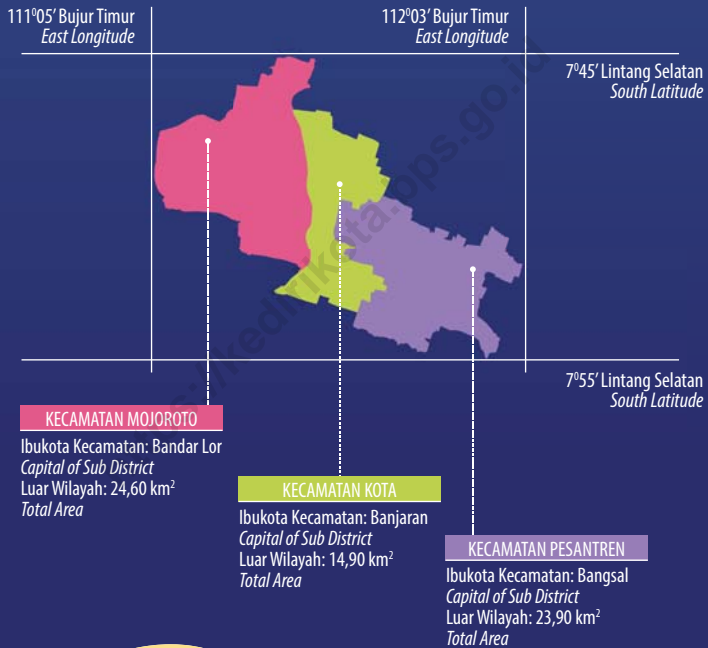 111⁰05′ Bujur Timur
East Longitude
112⁰03′ Bujur Timur
East Longitude
7⁰45′ Lintang Selatan
South Latitude
7⁰55′ Lintang Selatan
South Latitude
KECAMATAN MOJOROTO
Ibukota Kecamatan: Bandar Lor
Capital of Sub District
Luar Wilayah: 24,60 km²
Total Area
KECAMATAN KOTA
Ibukota Kecamatan: Banjaran
Capital of Sub District
Luar Wilayah: 14,90 km²
Total Area
KECAMATAN PESANTREN
Ibukota Kecamatan: Bangsal
Capital of Sub District
Luar Wilayah: 23,90 km²
Total Area